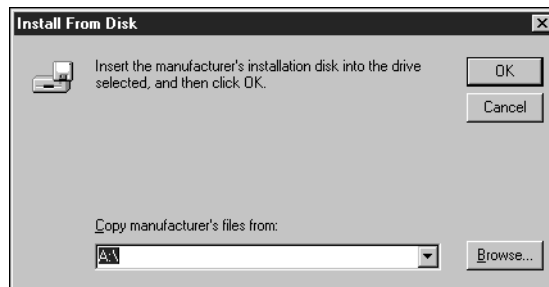 Install From Disk
Insert the manufacturer's installation disk into the drive
selected, and then click OK.
OK
Cancel
Copy manufacturer's files from:
A:\
Browse...